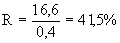 R = 16,6 / 0,4 = 41,5%